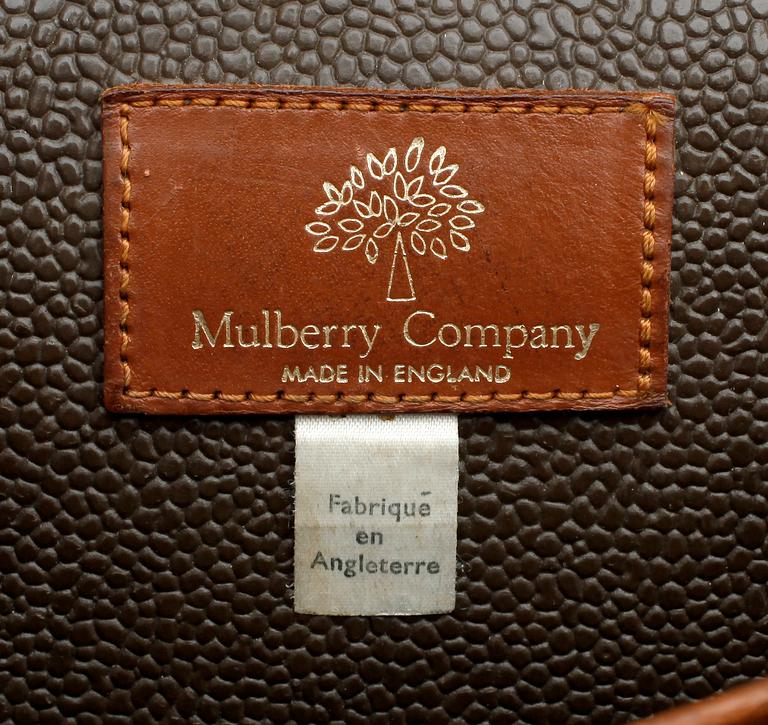 Mulberry Company
MADE IN ENGLAND
Fabriqué
en
Angleterre